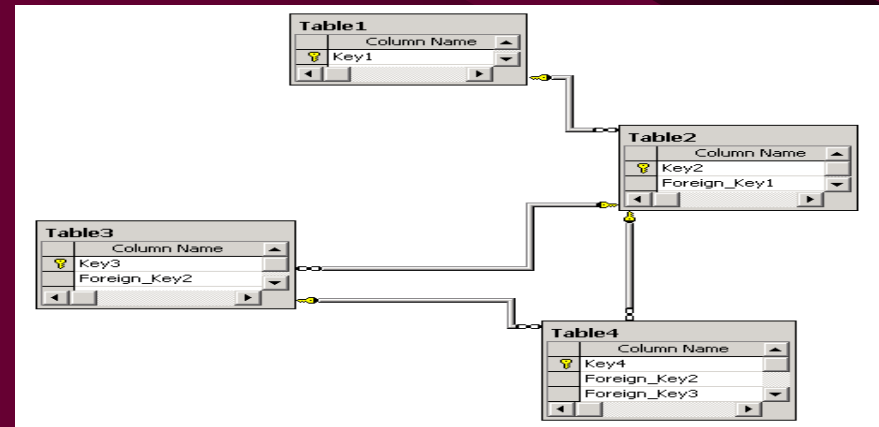 Table1
Column Name
Key1
Table2
Column Name
Key2
Foreign_Key1
Table3
Column Name
Key3
Foreign_Key2
Table4
Column Name
Key4
Foreign_Key2
Foreign_Key3